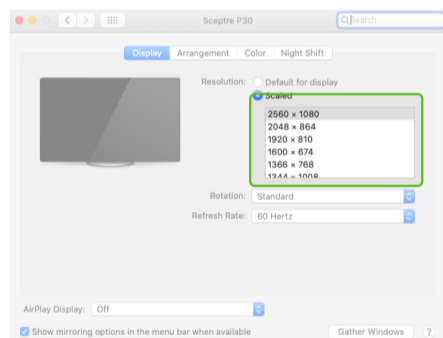 Sceptre P30
Search
Display Arrangement Color Night Shift
Resolution: Default for display
Scaled
2560 × 1080
2048 × 864
1920 × 810
1600 × 674
1366 × 768
1344 × 1008
Rotation: Standard
Refresh Rate: 60 Hertz
AirPlay Display: Off
Show mirroring options in the menu bar when available
Gather Windows ?